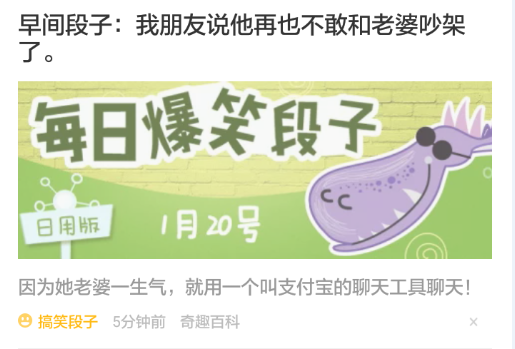 早间段子：我朋友说他再也不敢和老婆吵架
了。
每日爆笑段子
日用版
1月20号
因为她老婆一生气，就用一个叫支付宝的聊天工具聊天！
搞笑段子 5分钟前 奇趣百科 ×